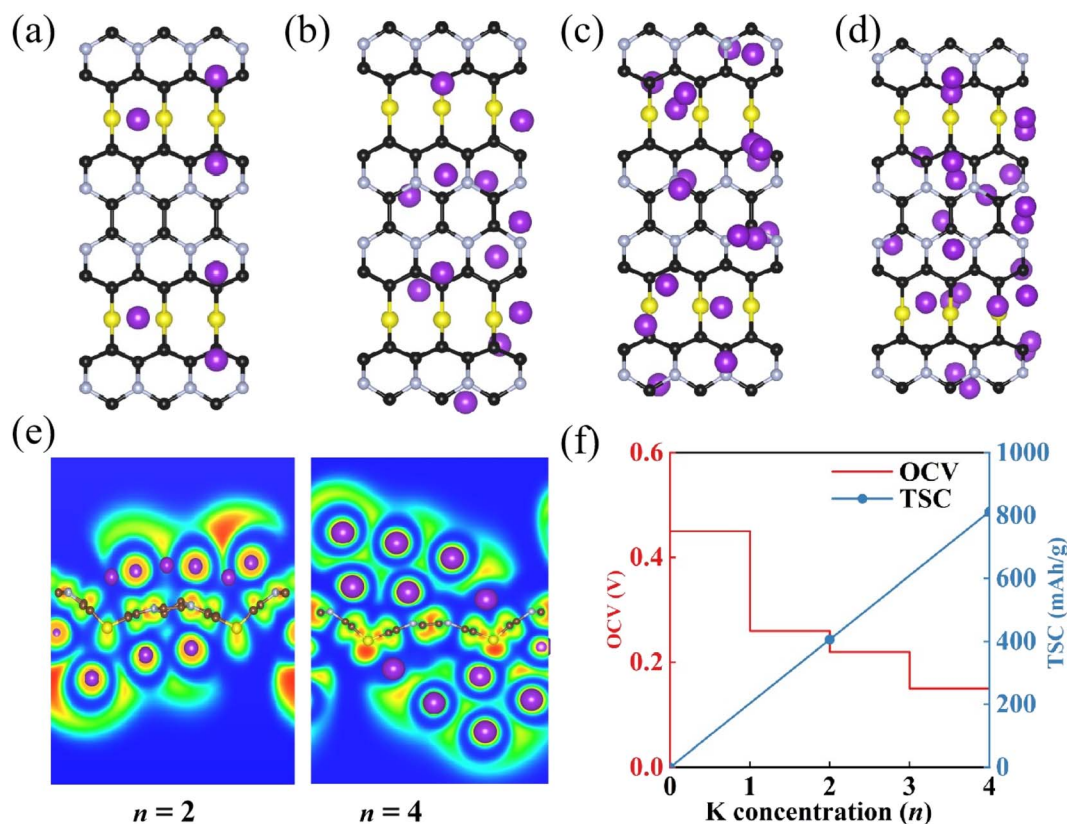 (a)
(b)
(c)
(d)
(e)
n = 2
n = 4
(f)
OCV
TSC
0.6
0.4
0.2
0.0
OCV (V)
1000
800
600
400
200
0
TSC (mAh/g)
0 1 2 3 4
K concentration (n)